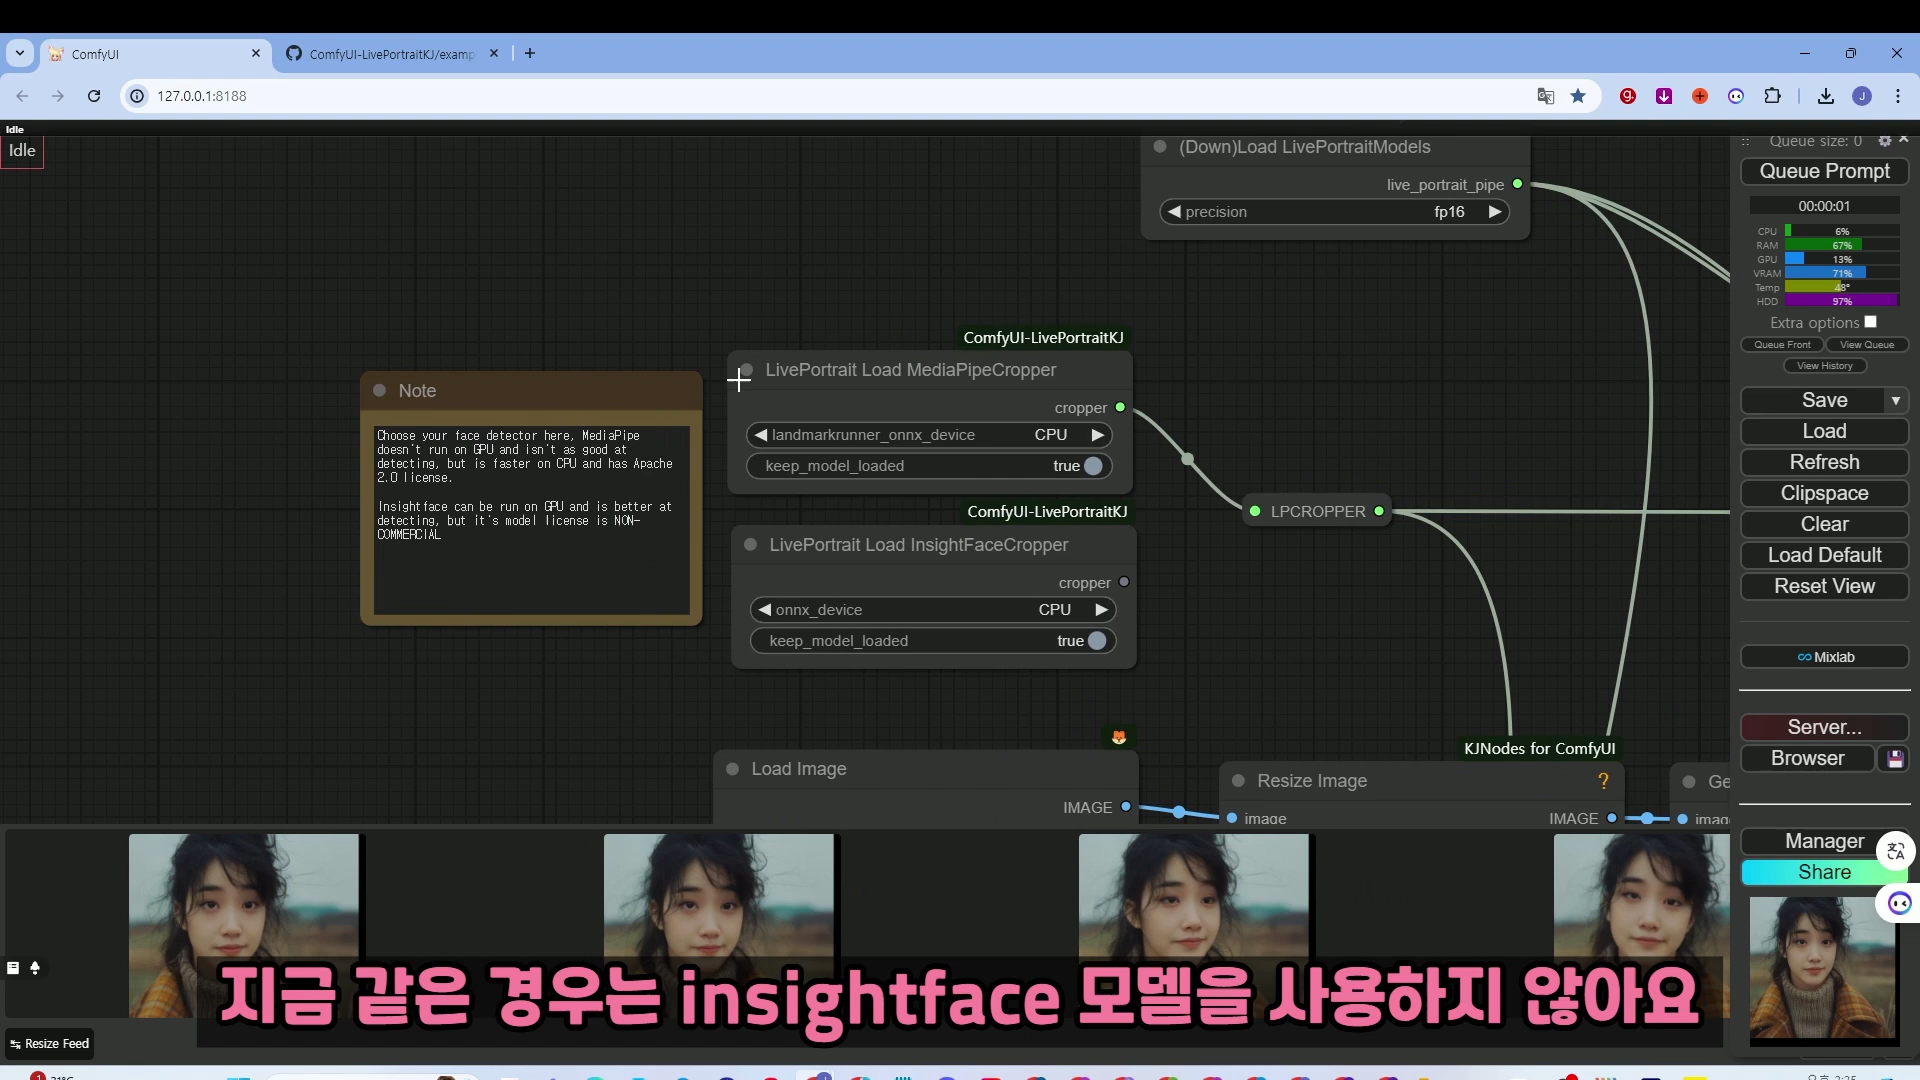 ComfyUI
ComfyUI-LivePortraitKJ/examp
127.0.0.1:8188
Idle
Idle
(Down)Load LivePortraitModels
live_portrait_pipe
precision
fp16
ComfyUI-LivePortraitKJ
LivePortrait Load MediaPipeCropper
cropper
landmarkrunner_onnx_device
CPU
keep_model_loaded
true
Note
Choose your face detector here, MediaPipe
doesn't run on GPU and isn't as good at
detecting, but is faster on CPU and has Apache
2.0 license.
Insightface can be run on GPU and is better at
detecting, but it's model license is NON-
COMMERCIAL
ComfyUI-LivePortraitKJ
LivePortrait Load InsightFaceCropper
cropper
onnx_device
CPU
keep_model_loaded
true
LPCROPPER
Load Image
IMAGE
KJNodes for ComfyUI
Resize Image
?
image
IMAGE
Ge
imag
Queue size: 0
Queue Prompt
00:00:01
CPU 6%
RAM 67%
GPU 13%
VRAM 71%
Temp 48°
HDD 97%
Extra options
Queue Front
View Queue
View History
Save
Load
Refresh
Clipspace
Clear
Load Default
Reset View
Mixlab
Server...
Browser
Manager
Share
지금 같은 경우는 insightface 모델을 사용하지 않아요
Resize Feed